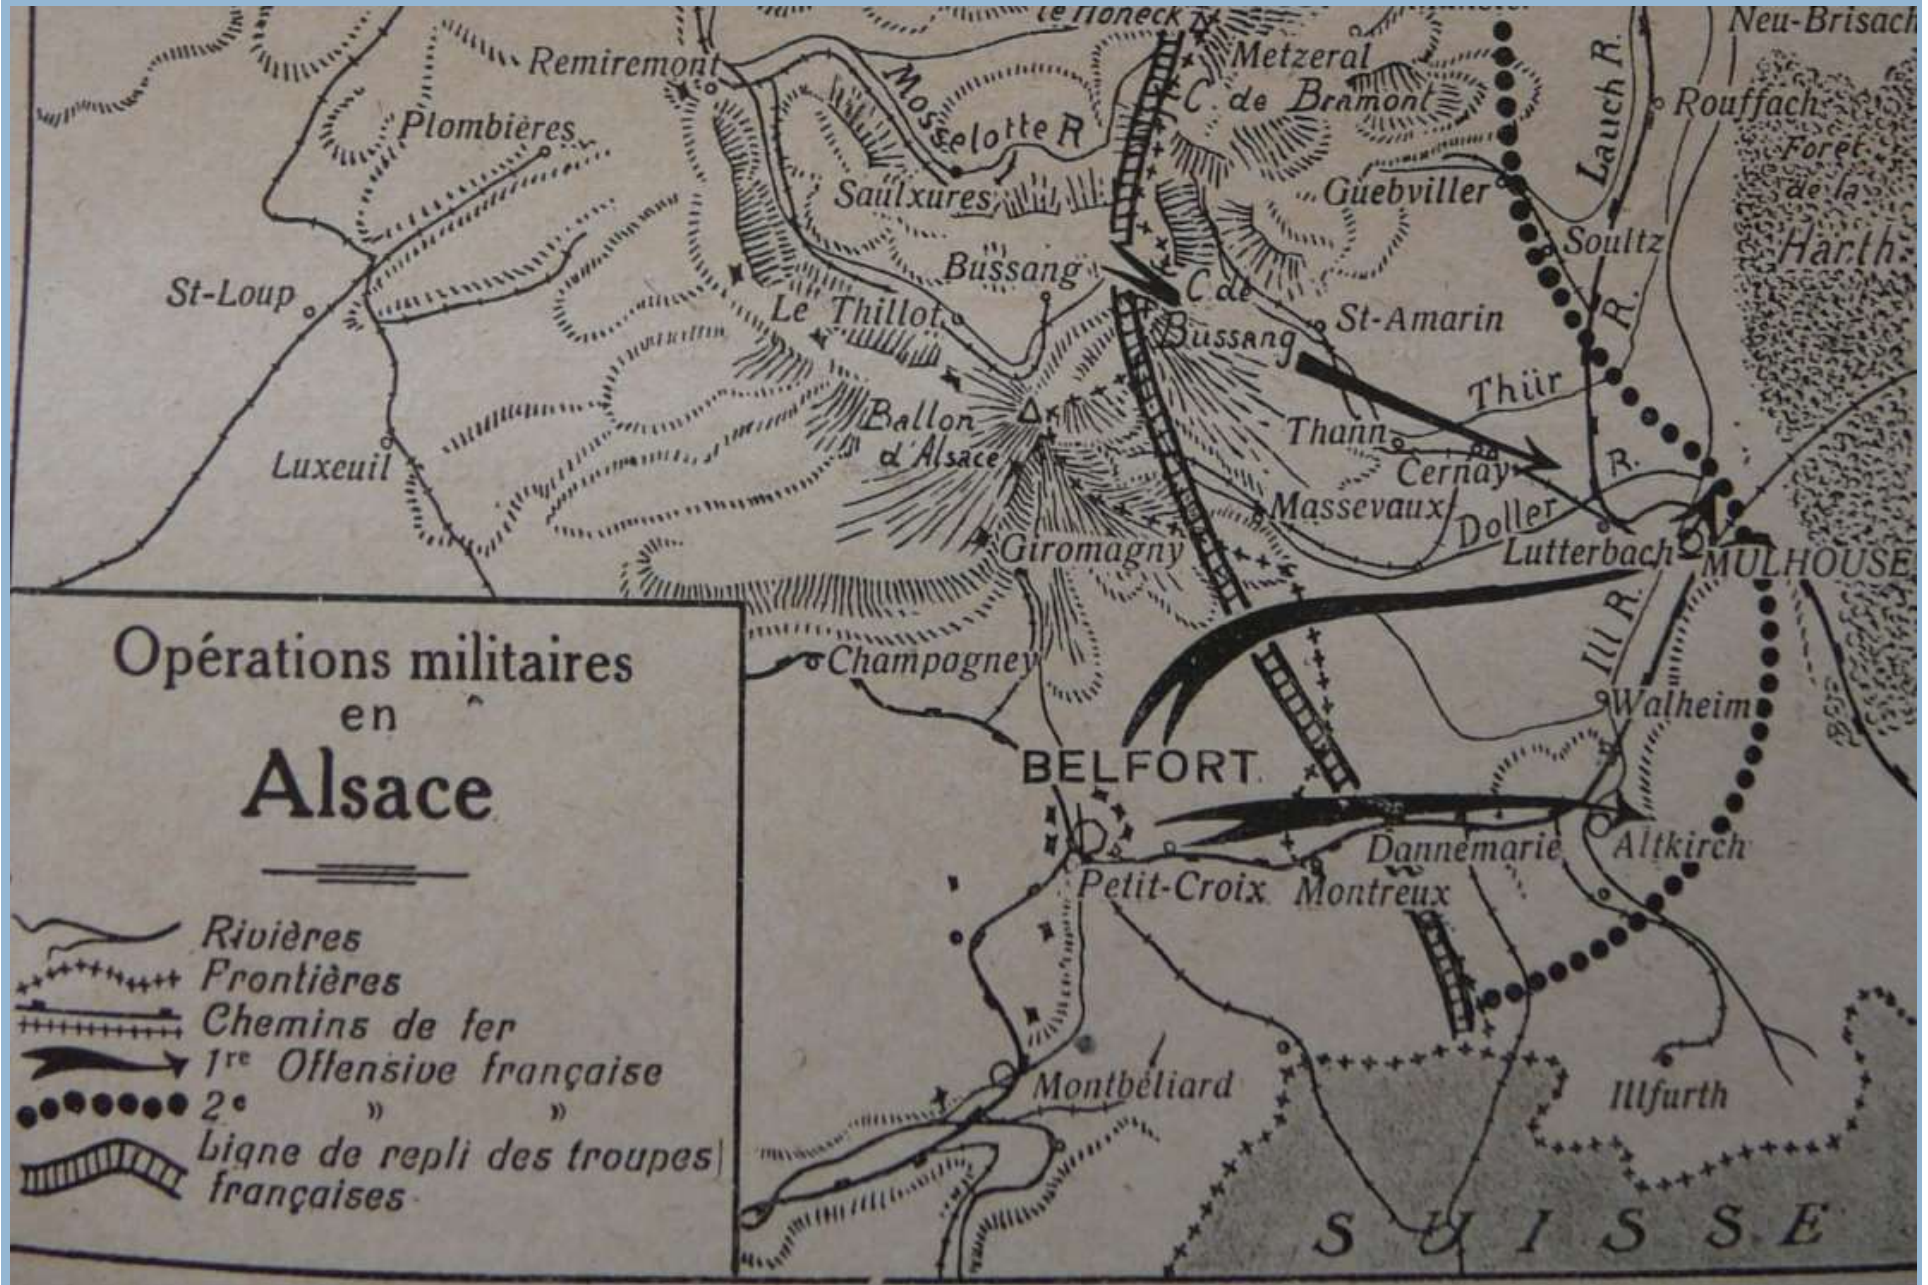 le Honeck
Neu-Brisach
Remiremont
Metzeral
Mosselotte R
C. de Bramont
Lauch R.
Rouffach
Plombières
Forêt
de la
Harth
Saulxures
Guebviller
Soultz
Bussang
St-Loup
C. de
Bussang
Le Thillot
St-Amarin
R.
Thür
Ballon
d'Alsace
Thann
Cernay
R.
Luxeuil
Massevaux
Doller
Giromagny
Lutterbach
MULHOUSE
Ill R.
Opérations militaires
en
Alsace
Champagney
Walheim
BELFORT.
Dannemarie
Altkirch
Petit-Croix
Montreux
Rivières
Frontières
Chemins de fer
1re Offensive française
2e " "
Ligne de repli des troupes
françaises
Montbéliard
Illfurth
SUISSE